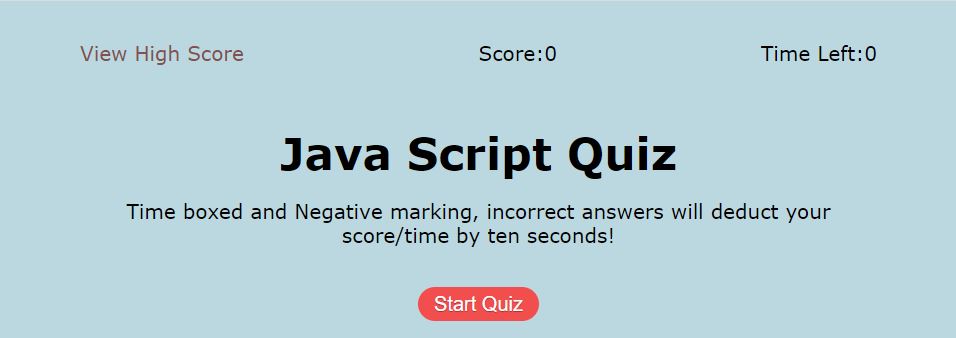 View High Score
Score:0
Time Left:0
Java Script Quiz
Time boxed and Negative marking, incorrect answers will deduct your
score/time by ten seconds!
Start Quiz